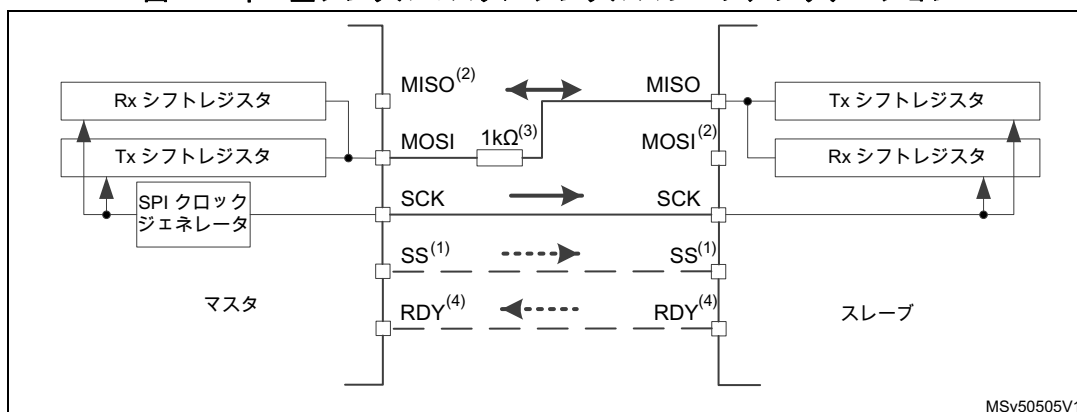 MISO(2)
MISO
Rx シフトレジスタ
Tx シフトレジスタ
MOSI
1kΩ(3)
MOSI(2)
Tx シフトレジスタ
Rx シフトレジスタ
SPI クロック
ジェネレータ
SCK
SCK
SS(1)
SS(1)
マスタ
スレーブ
RDY(4)
RDY(4)
MSv50505V1